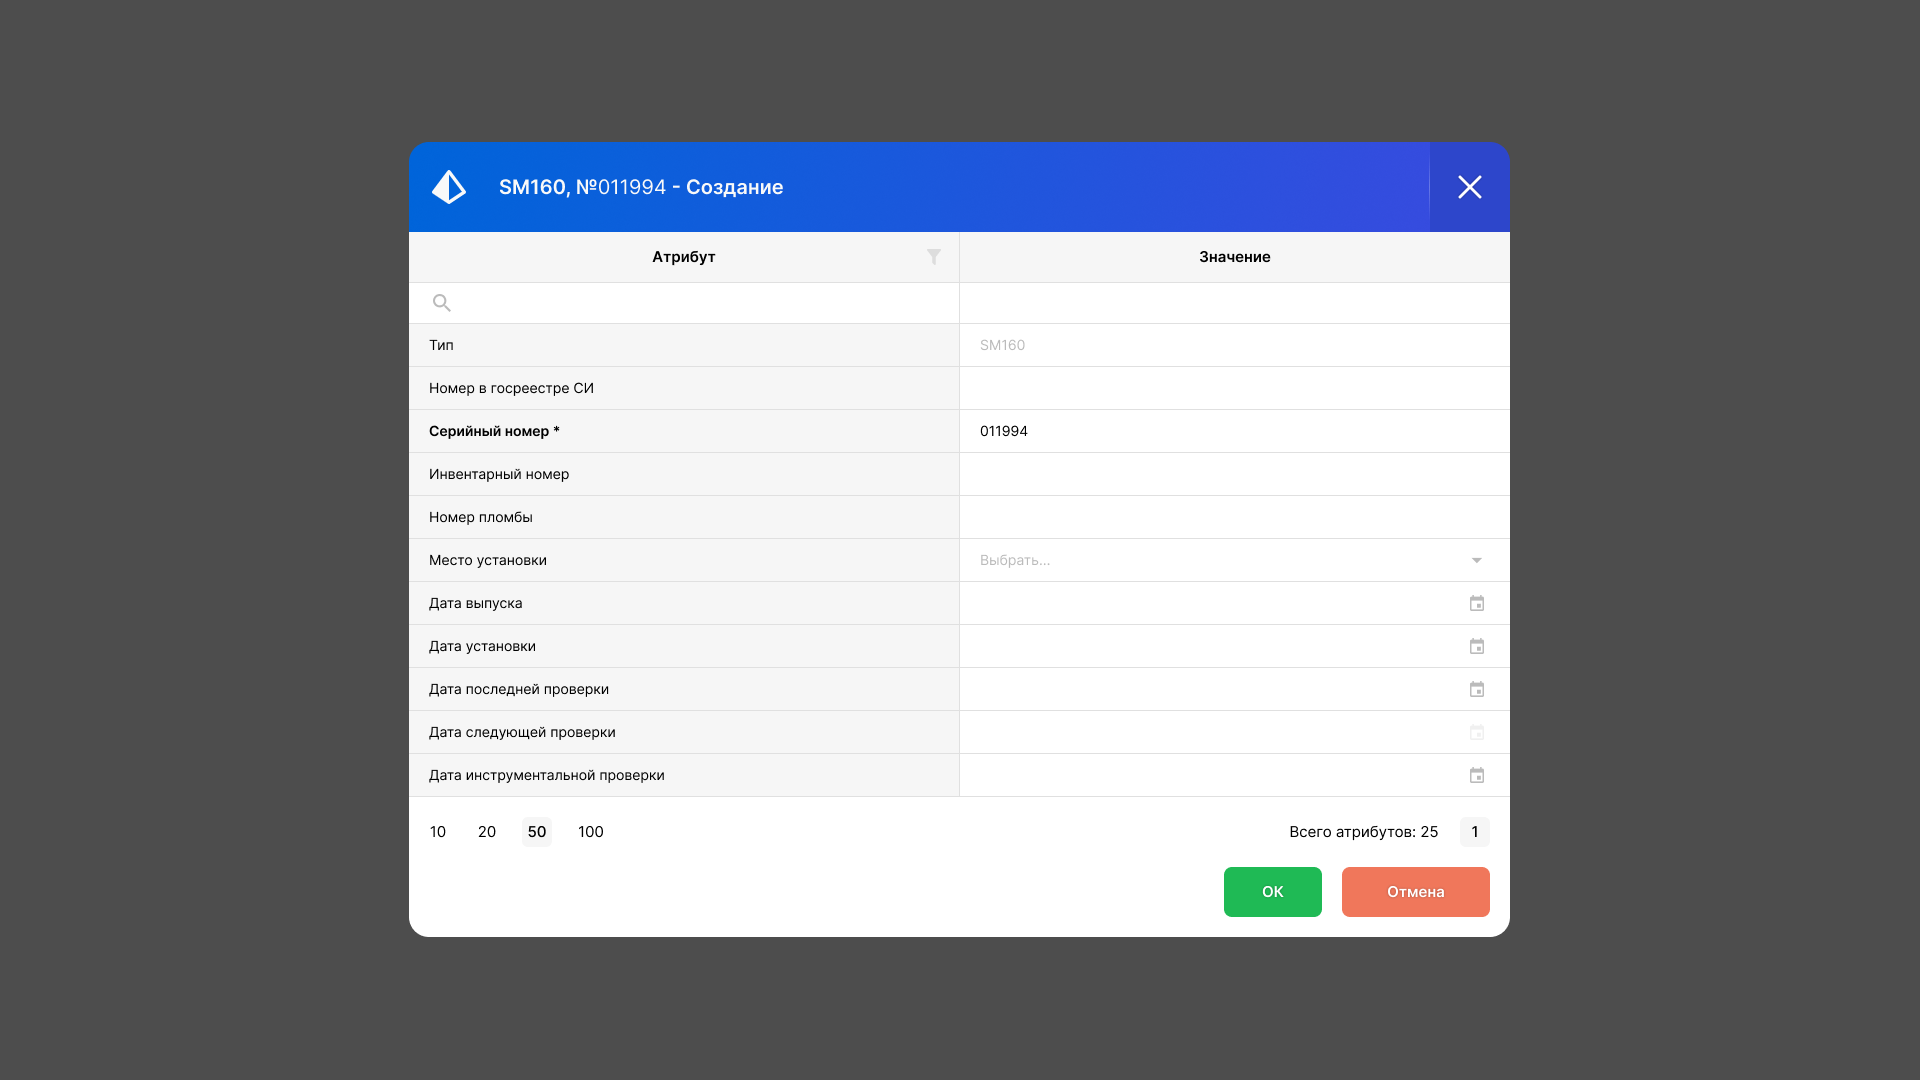 SM160, №011994 - Создание
Атрибут
Значение
Тип
SM160
Номер в госреестре СИ
Серийный номер *
011994
Инвентарный номер
Номер пломбы
Место установки
Выбрать...
Дата выпуска
Дата установки
Дата последней проверки
Дата следующей проверки
Дата инструментальной проверки
10 20 50 100
Всего атрибутов: 25 1
ОК
Отмена